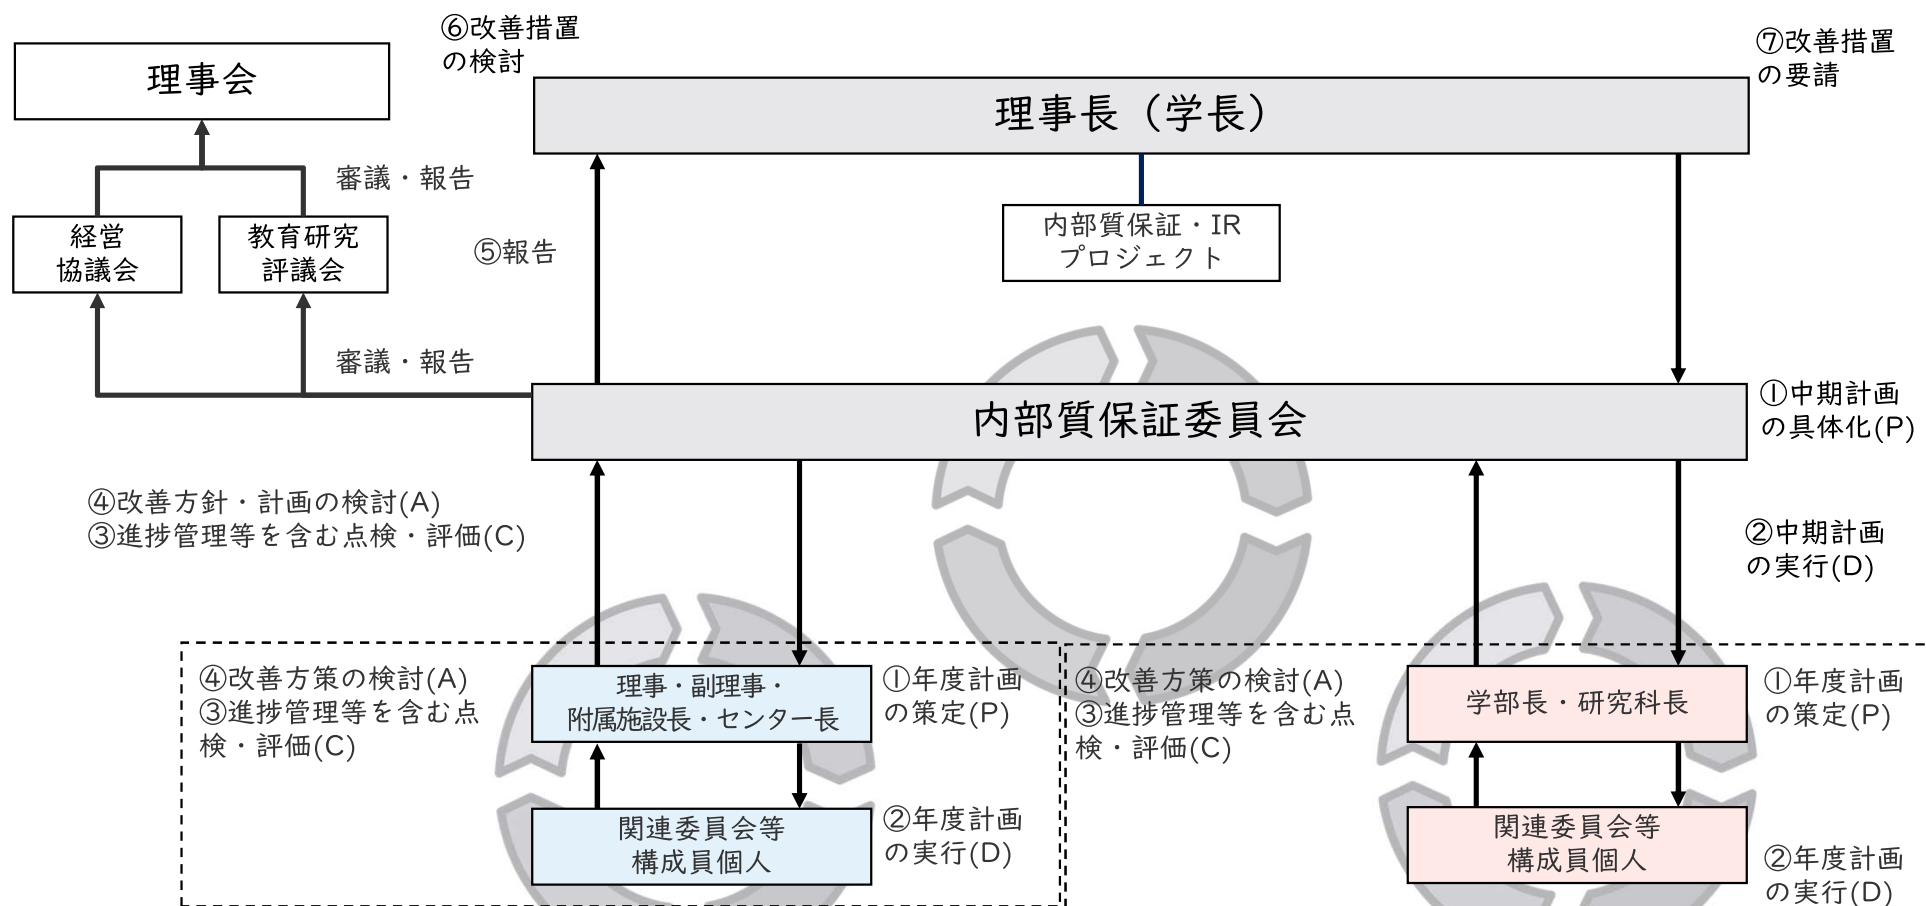 ⑥改善措置
の検討
⑦改善措置
の要請
理事会
理事長（学長）
審議・報告
経営
協議会
教育研究
評議会
⑤報告
内部質保証・IR
プロジェクト
審議・報告
内部質保証委員会
①中期計画
の具体化(P)
④改善方針・計画の検討(A)
③進捗管理等を含む点検・評価(C)
②中期計画
の実行(D)
④改善方策の検討(A)
③進捗管理等を含む点
検・評価(C)
理事・副理事・
附属施設長・センター長
①年度計画
の策定(P)
関連委員会等
構成員個人
②年度計画
の実行(D)
④改善方策の検討(A)
③進捗管理等を含む点
検・評価(C)
学部長・研究科長
①年度計画
の策定(P)
関連委員会等
構成員個人
②年度計画
の実行(D)